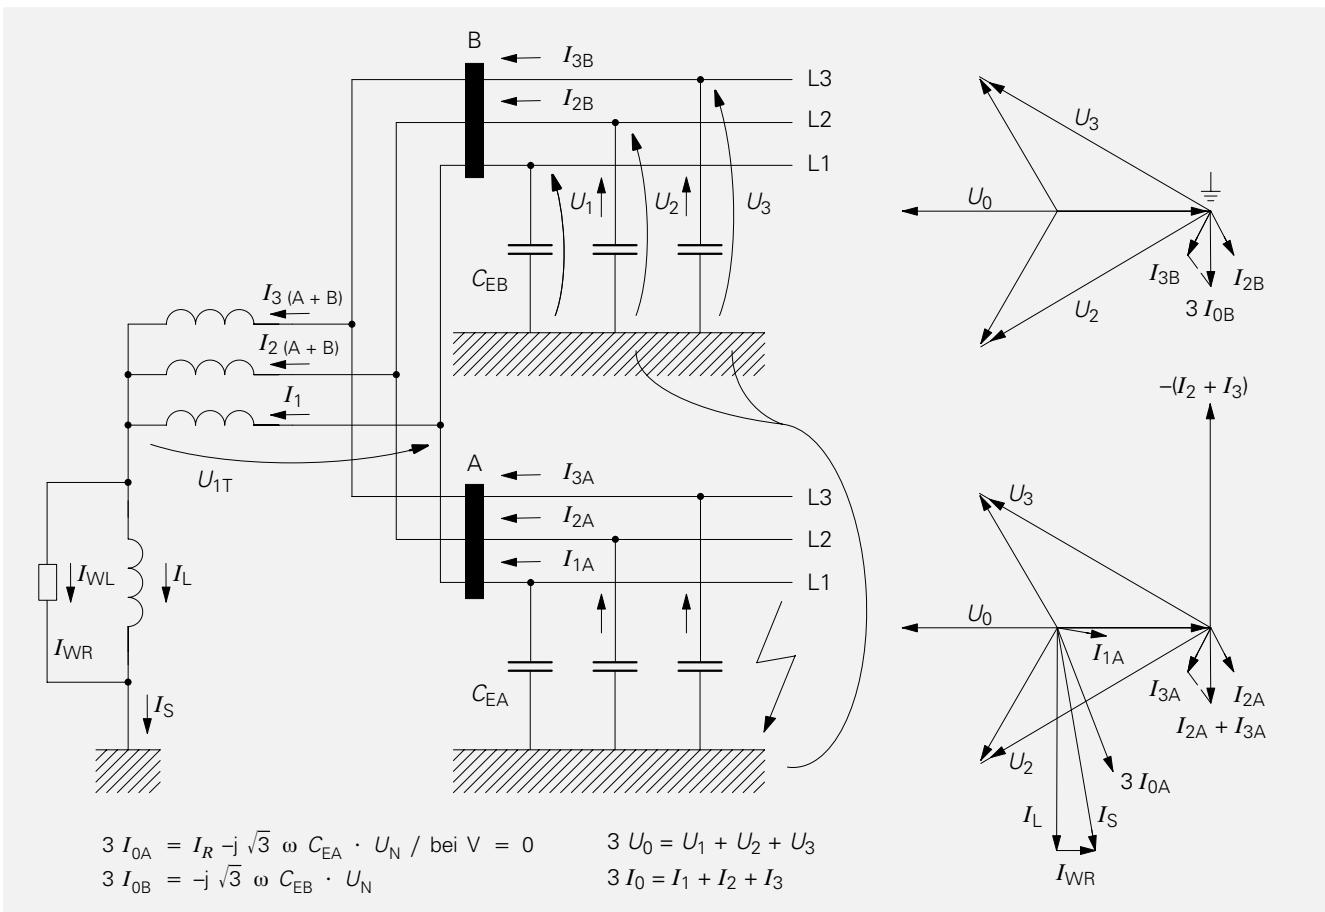 B
I3B
L3
I2B
L2
L1
U1
U2
U3
CEB
I3 (A + B)
I2 (A + B)
I1
U1T
A
I3A
L3
I2A
L2
I1A
L1
IWL
IL
IWR
IS
CEA
U3
U0
I3B
I2B
3 I0B
U2
–(I2 + I3)
U3
U0
I1A
I3A
I2A
I2A + I3A
U2
3 I0A
IL
IS
IWR
3 I0A = IR –j √3 ω CEA · UN / bei V = 0
3 I0B = –j √3 ω CEB · UN
3 U0 = U1 + U2 + U3
3 I0 = I1 + I2 + I3